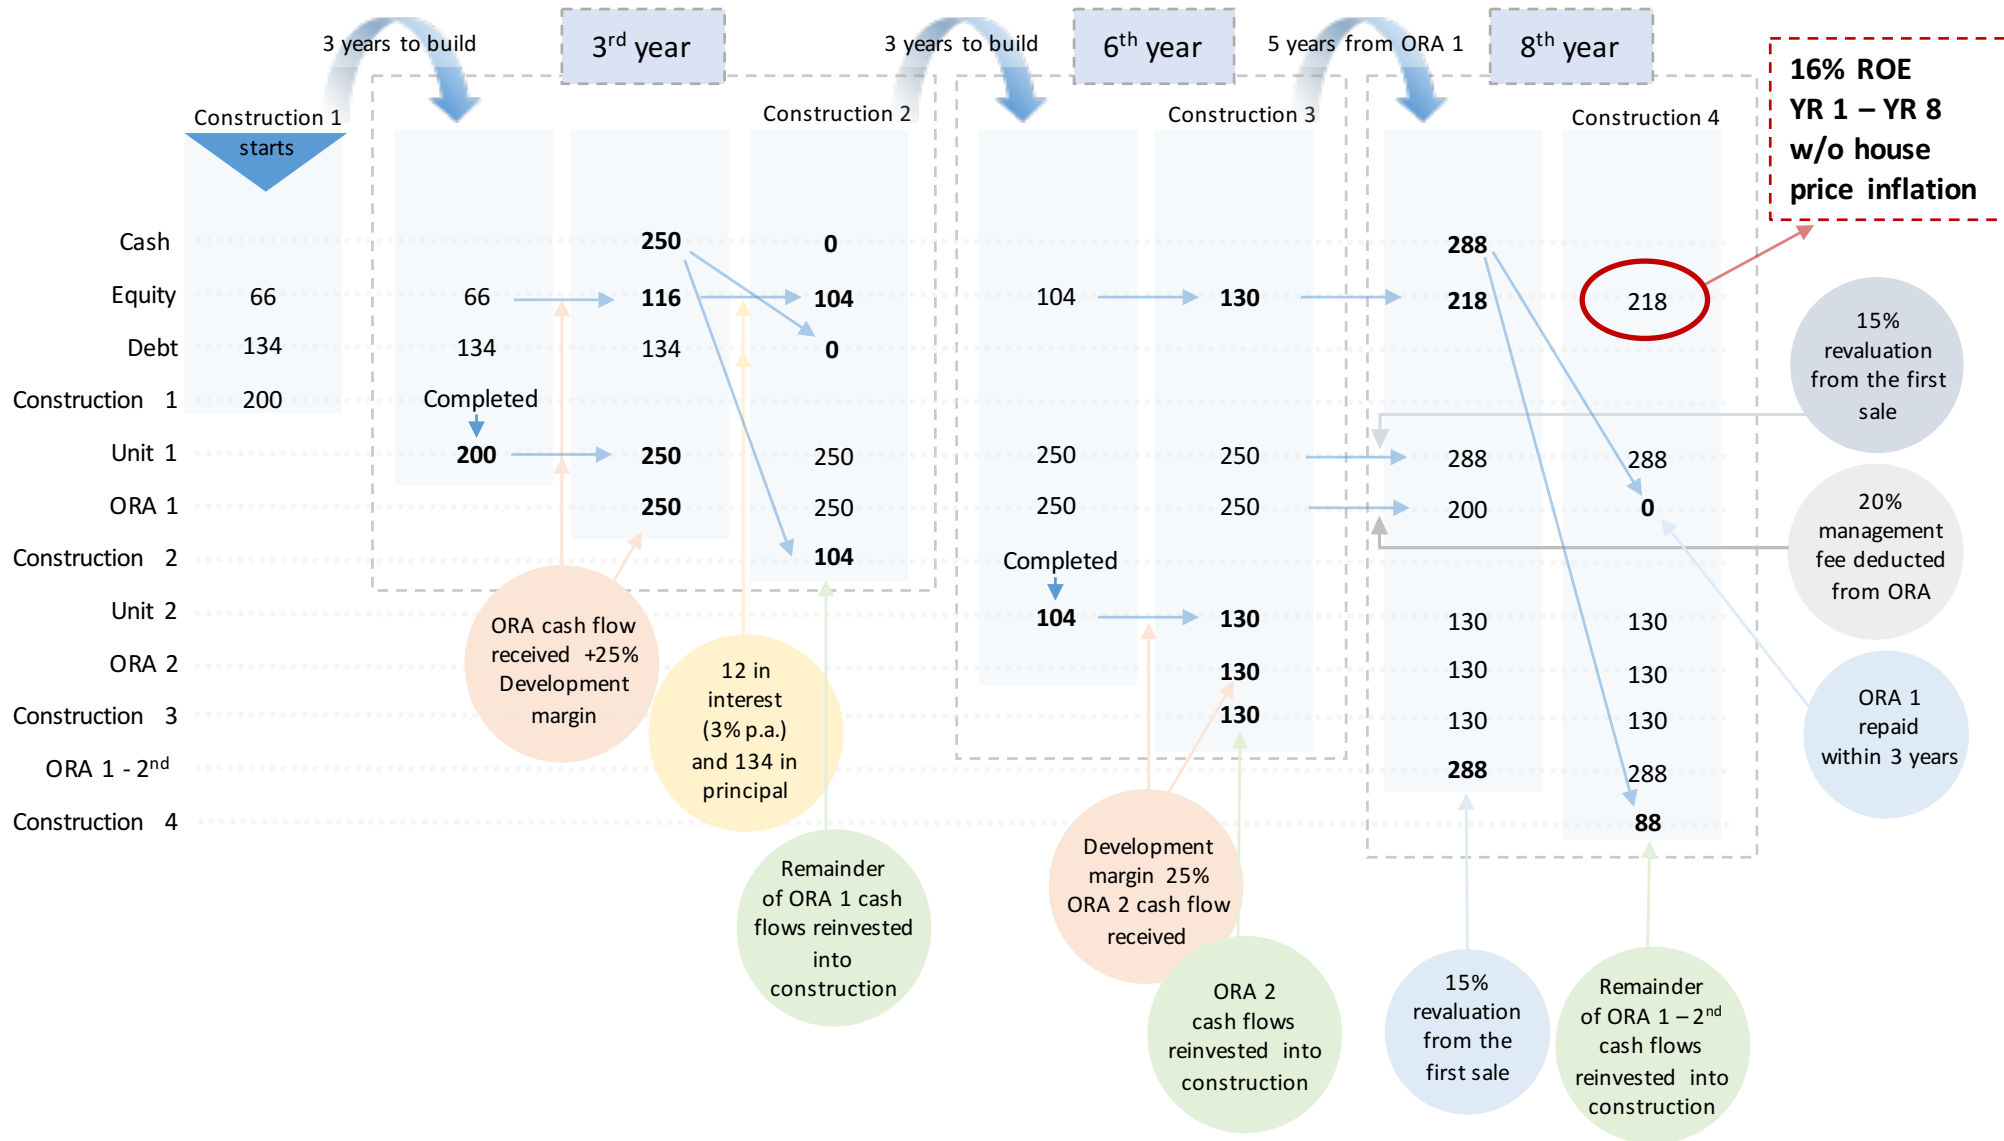 3 years to build
3rd year
3 years to build
6th year
5 years from ORA 1
8th year
16% ROE
YR 1 – YR 8
w/o house
price inflation
Construction 1
starts
Construction 2
Construction 3
Construction 4
Cash 250 0 288
Equity 66 66 116 104 104 130 218 218
Debt 134 134 134 0
Construction 1 200 Completed
Unit 1 200 250 250 250 250 288 288
ORA 1 250 250 250 250 200 0
Construction 2 104 Completed
Unit 2 104 130 130 130
ORA 2 130 130 130
Construction 3 130 130 130
ORA 1 - 2nd 288 288
Construction 4 88
15%
revaluation
from the first
sale
20%
management
fee deducted
from ORA
ORA 1
repaid
within 3 years
ORA cash flow
received +25%
Development
margin
12 in
interest
(3% p.a.)
and 134 in
principal
Remainder
of ORA 1 cash
flows reinvested
into
construction
Development
margin 25%
ORA 2 cash flow
received
ORA 2
cash flows
reinvested into
construction
15%
revaluation
from the
first sale
Remainder
of ORA 1 – 2nd
cash flows
reinvested into
construction